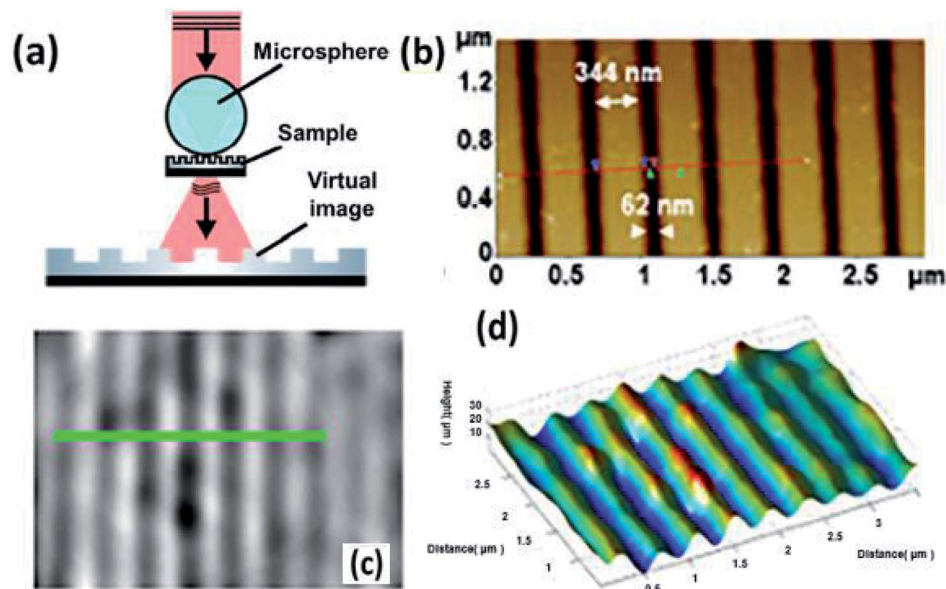 (a)
Microsphere
Sample
Virtual
image
(b)
µm
1.2
0.8
0.4
0
344 nm
62 nm
0 0.5 1 1.5 2 2.5 µm
(c)
(d)
Height( µm )
30
20
10
2.5
2
1.5
1
Distance( µm )
0.5
1
1.5
2
2.5
3
Distance( µm )